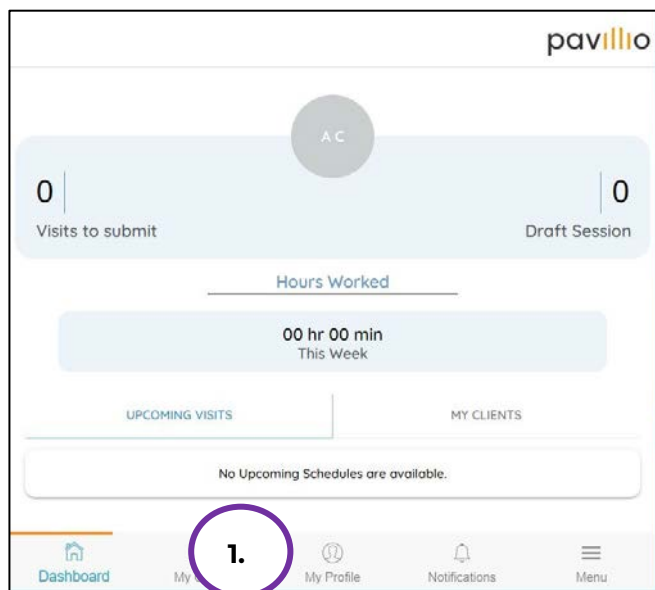 pavillio
A C
0 0
Visits to submit Draft Session
Hours Worked
00 hr 00 min
This Week
UPCOMING VISITS MY CLIENTS
No Upcoming Schedules are available.
1.
Dashboard My My Profile Notifications Menu